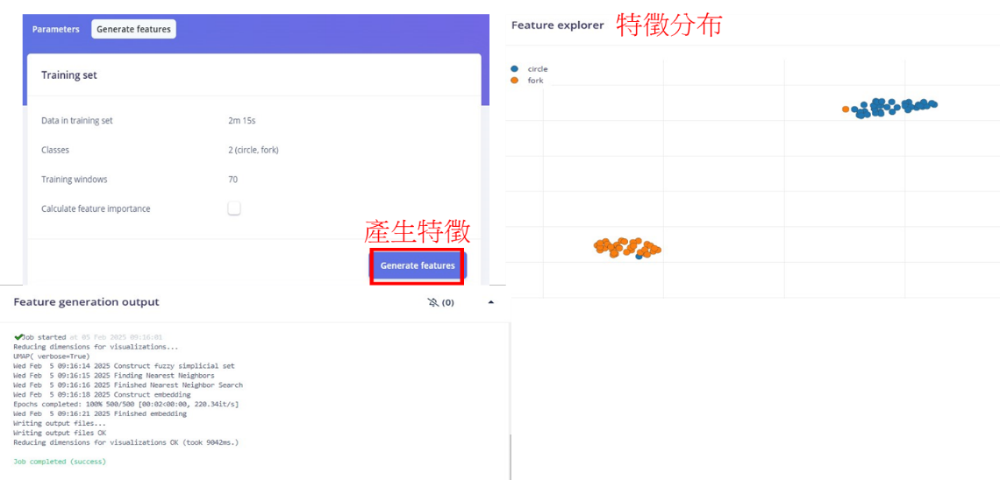 Parameters
Generate features
Training set
Data in training set 2m 15s
Classes 2 (circle, fork)
Training windows 70
Calculate feature importance
產生特徵
Generate features
Feature explorer 特徵分布
circle
fork
Feature generation output (0)
Job started at 05 Feb 2025 09:16:01
Reducing dimensions for visualizations...
UMAP( verbose=True)
Wed Feb 5 09:16:14 2025 Construct fuzzy simplicial set
Wed Feb 5 09:16:15 2025 Finding Nearest Neighbors
Wed Feb 5 09:16:16 2025 Finished Nearest Neighbor Search
Wed Feb 5 09:16:18 2025 Construct embedding
Epochs completed: 100% 500/500 [00:02<00:00, 220.34it/s]
Wed Feb 5 09:16:21 2025 Finished embedding
Writing output files...
Writing output files OK
Reducing dimensions for visualizations OK (took 9042ms.)
Job completed (success)